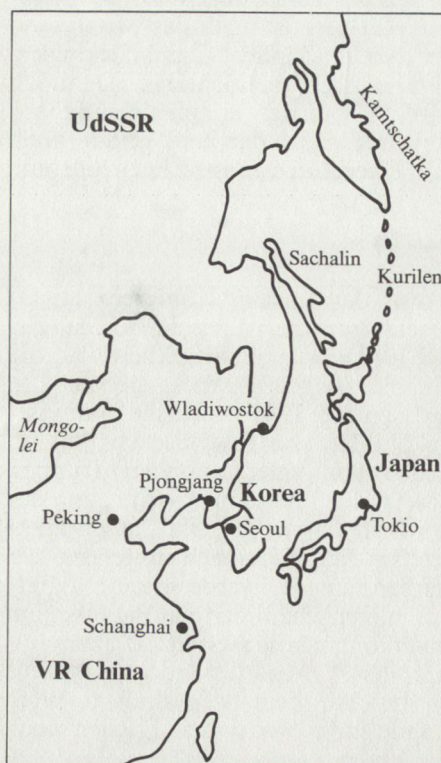 UdSSR
Kamtschatka
Sachalin
Kurilen
Mongo-
lei
Wladiwostok
Japan
Pjongjang
Korea
Peking
Seoul
Tokio
Schanghai
VR China